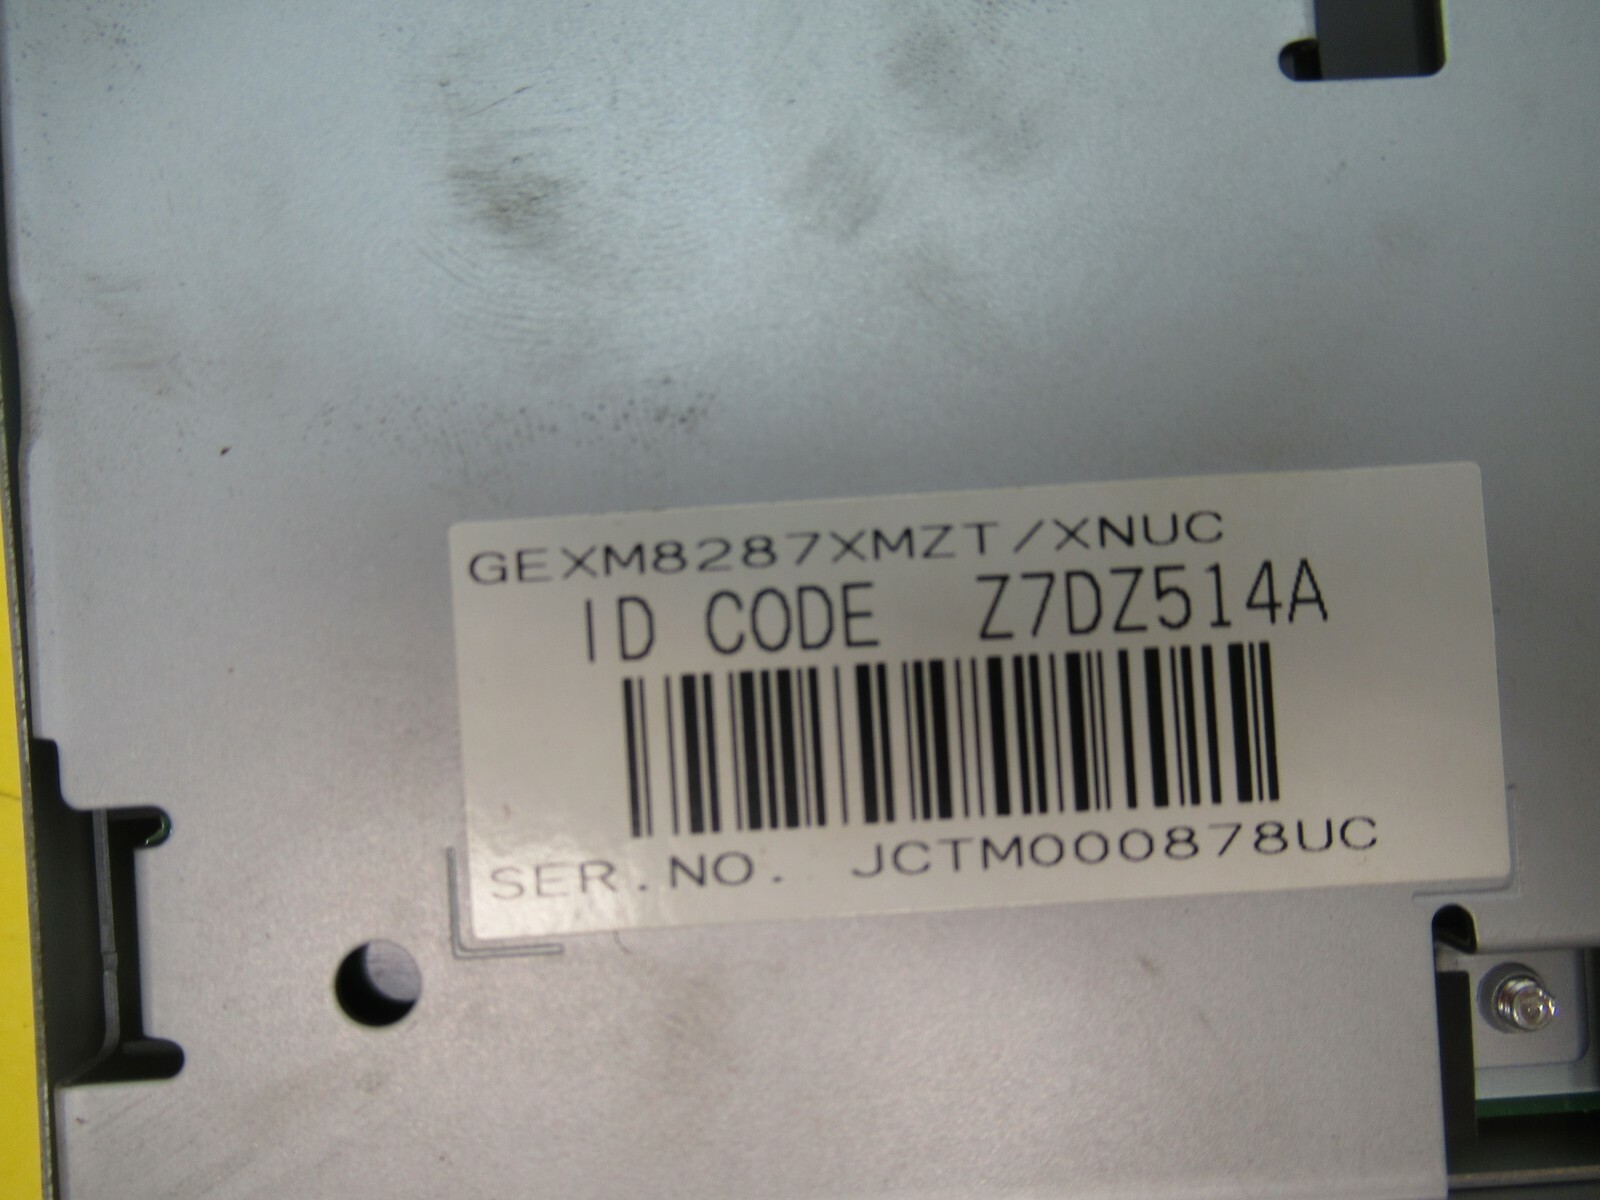 GEXM8287XMZT/XNUC
ID CODE Z7DZ514A
SER.NO. JCTM000878UC